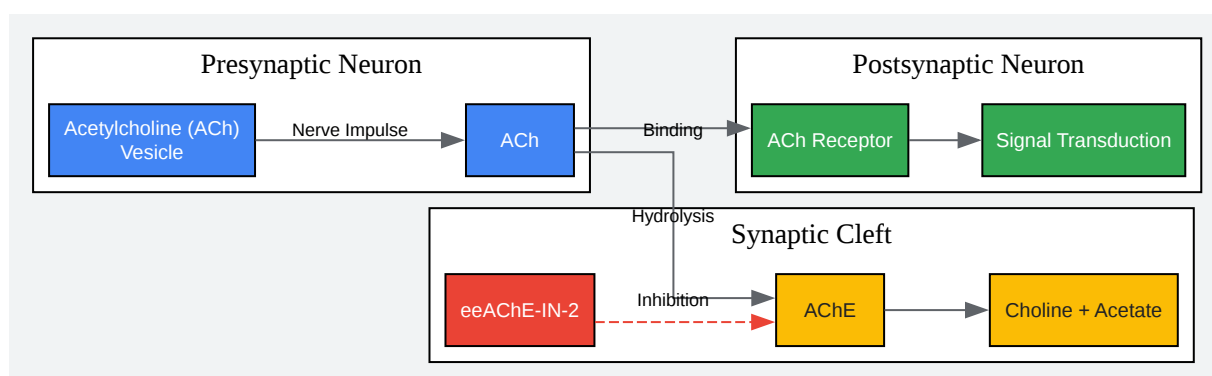 Presynaptic Neuron
Postsynaptic Neuron
Acetylcholine (ACh)
Vesicle
Nerve Impulse
ACh
Binding
ACh Receptor
Signal Transduction
Hydrolysis
Synaptic Cleft
eeAChE-IN-2
Inhibition
AChE
Choline + Acetate